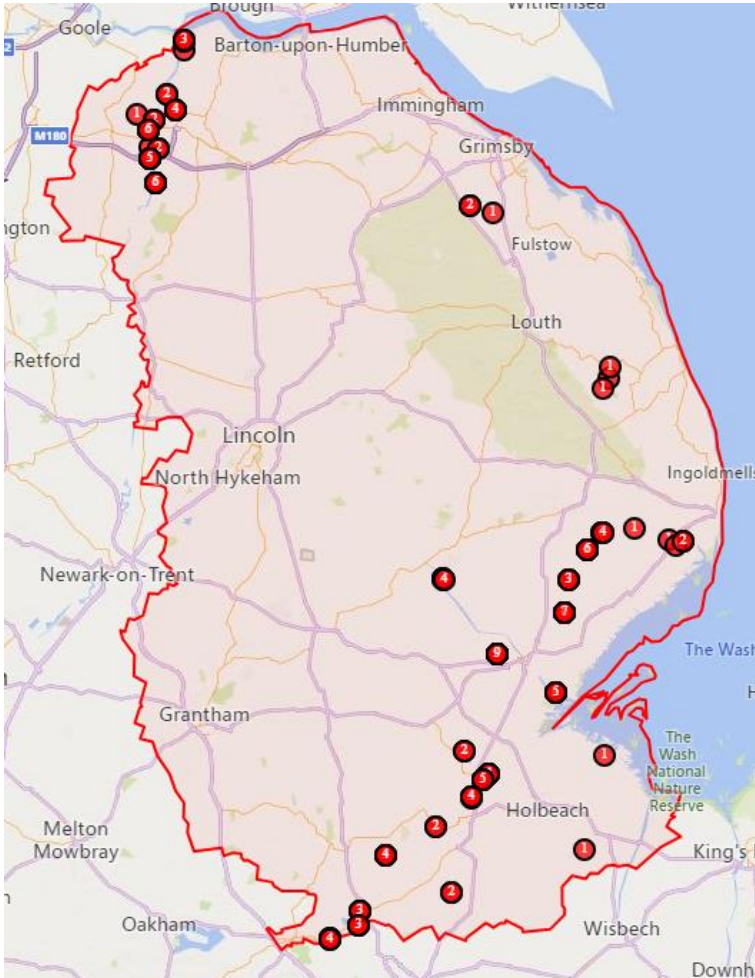 Brough
Withernsea
Goole
3
Barton-upon-Humber
2
2
4
Immingham
1
2
6
M180
Grimsby
2
5
6
2
1
ngton
Fulstow
Louth
Retford
1
1
Lincoln
North Hykeham
Ingoldmells
4
1
2
6
Newark-on-Trent
4
3
7
9
The Wash
5
Grantham
2
1
The
Wash
National
Nature
Reserve
5
4
Holbeach
2
Melton
Mowbray
4
1
King's
2
3
Oakham
3
Wisbech
4
Downh